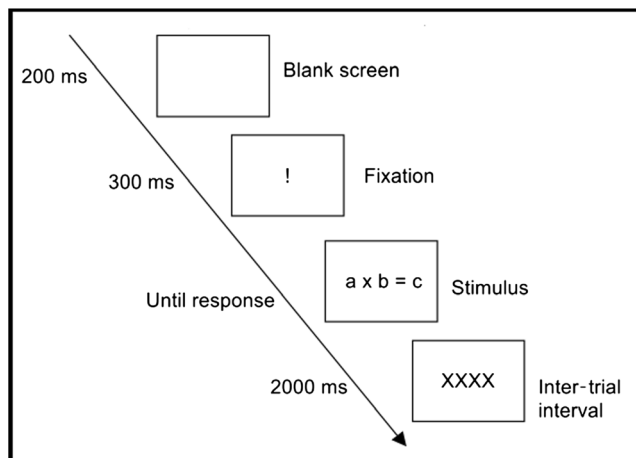 200 ms
Blank screen
300 ms
!
Fixation
Until response
a x b = c
Stimulus
2000 ms
XXXX
Inter-trial
interval